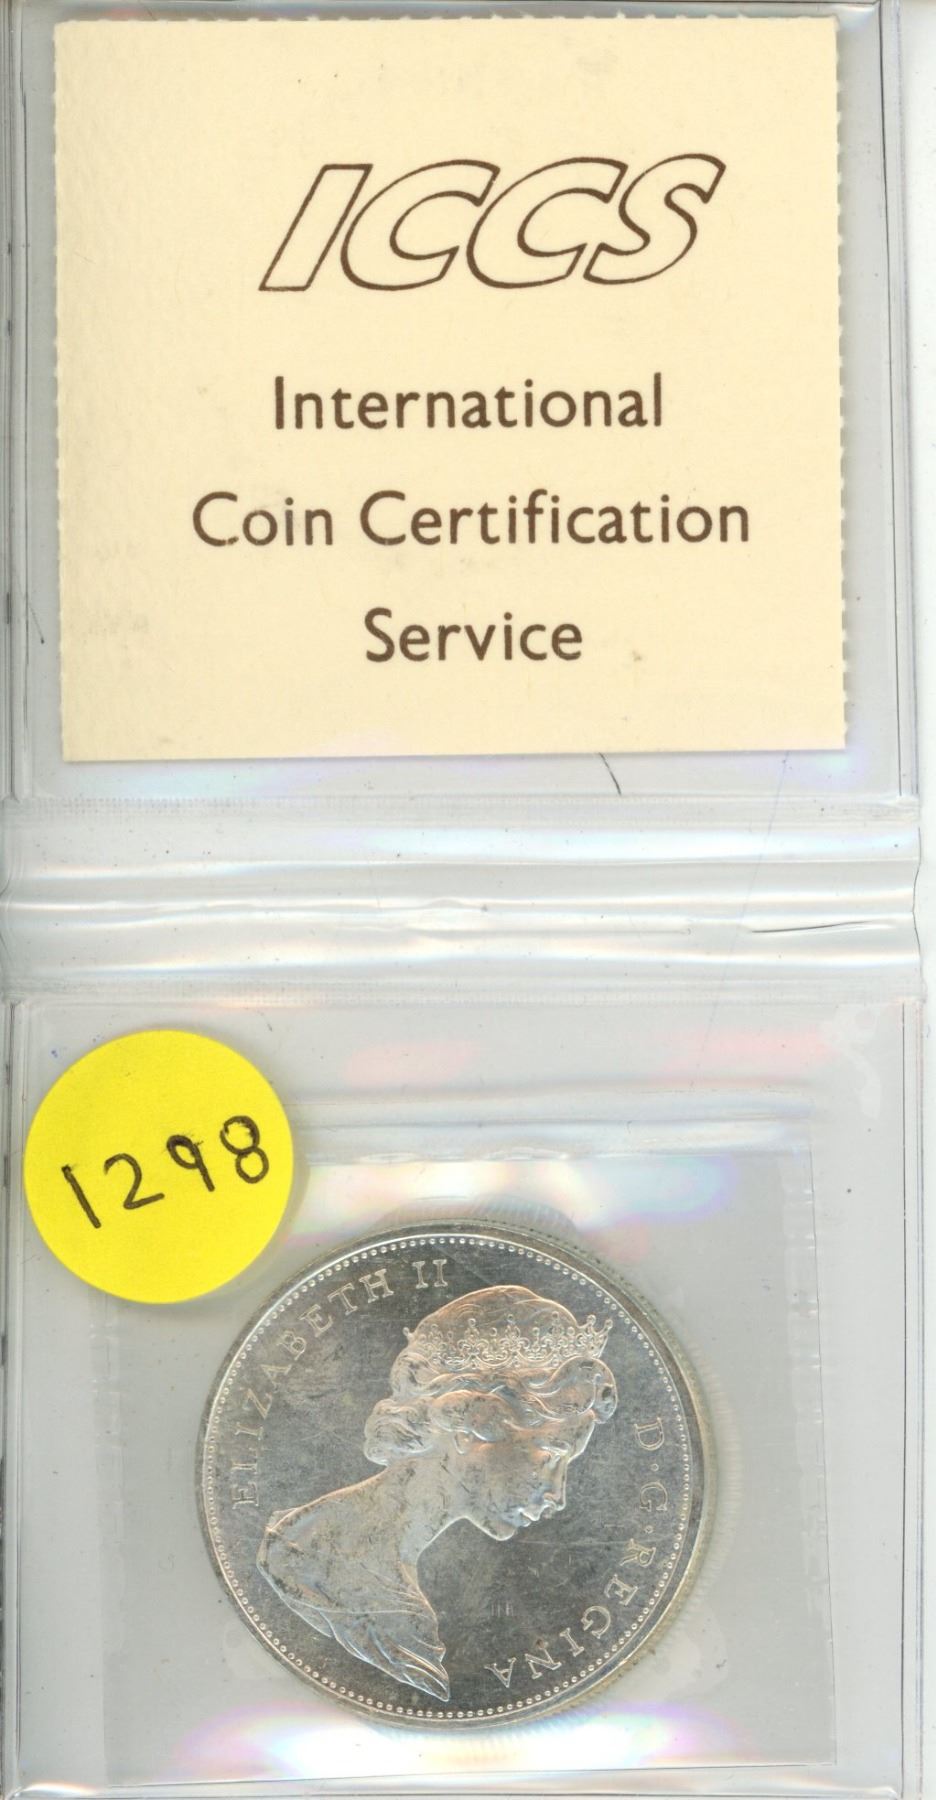 ICCS
International
Coin Certification
Service
1298
ELIZABETH II
D·G·REGINA